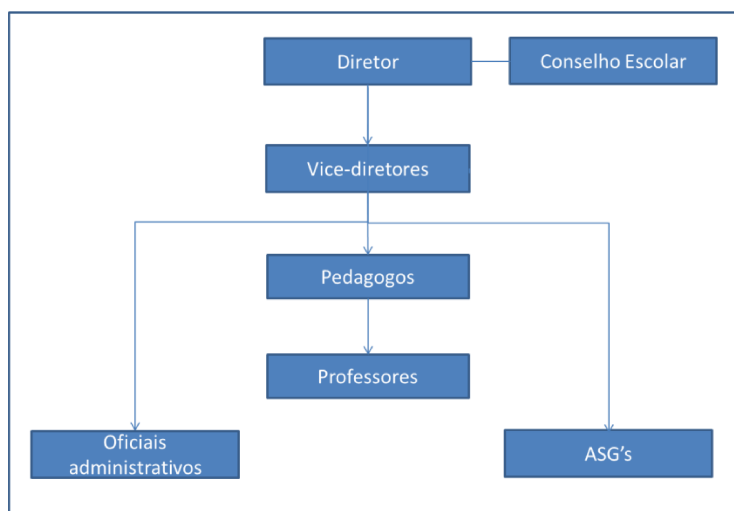 Diretor
Conselho Escolar
Vice-diretores
Pedagogos
Professores
Oficiais
administrativos
ASG's